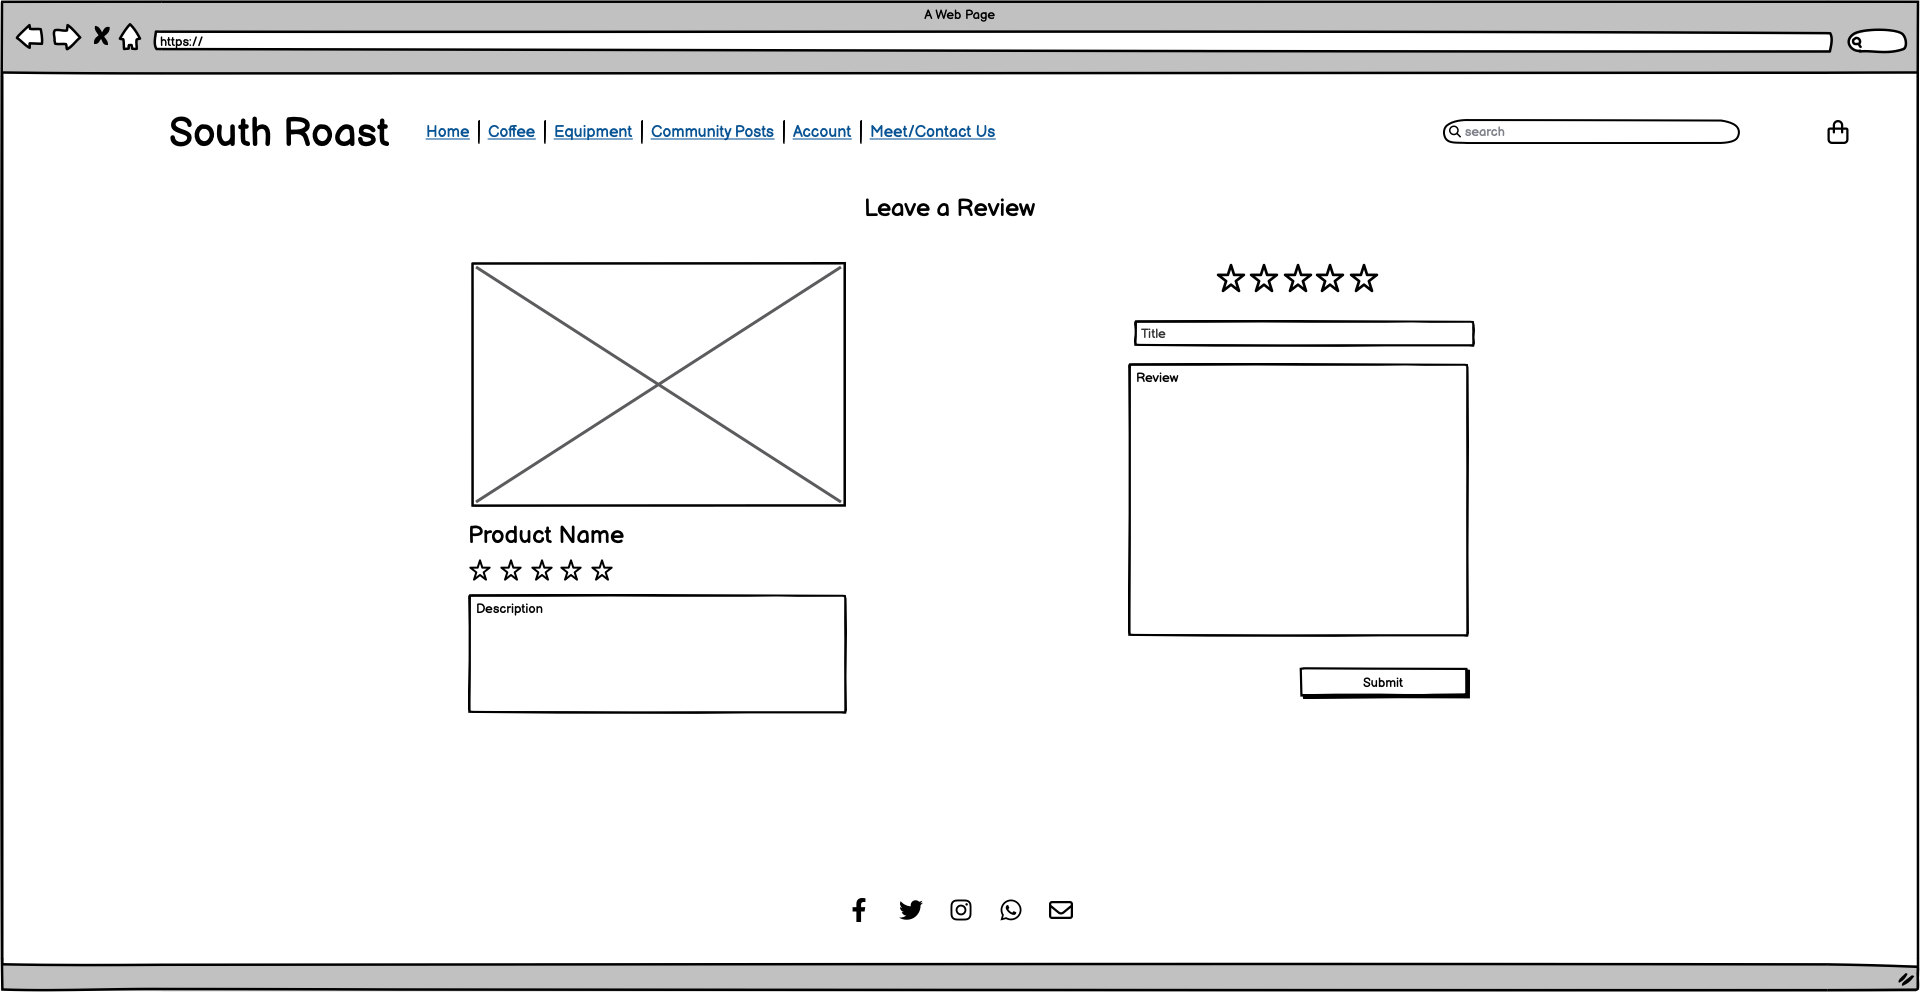 A Web Page
https://
South Roast
Home | Coffee | Equipment | Community Posts | Account | Meet/Contact Us
search
Leave a Review
Title
Review
Product Name
Description
Submit